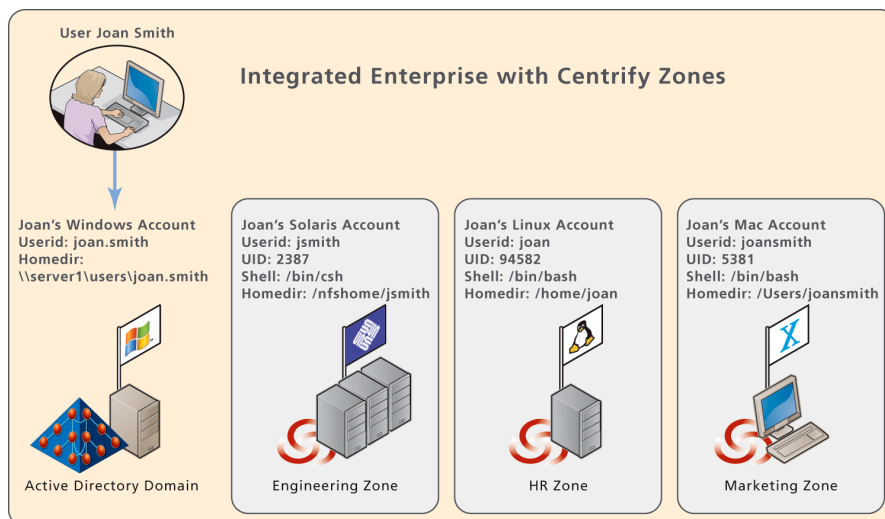 User Joan Smith
Integrated Enterprise with Centrify Zones
Joan's Windows Account
Userid: joan.smith
Homedir:
\\server1\users\joan.smith
Active Directory Domain
Joan's Solaris Account
Userid: jsmith
UID: 2387
Shell: /bin/csh
Homedir: /nfshome/jsmith
Engineering Zone
Joan's Linux Account
Userid: joan
UID: 94582
Shell: /bin/bash
Homedir: /home/joan
HR Zone
Joan's Mac Account
Userid: joansmith
UID: 5381
Shell: /bin/bash
Homedir: /Users/joansmith
X
Marketing Zone